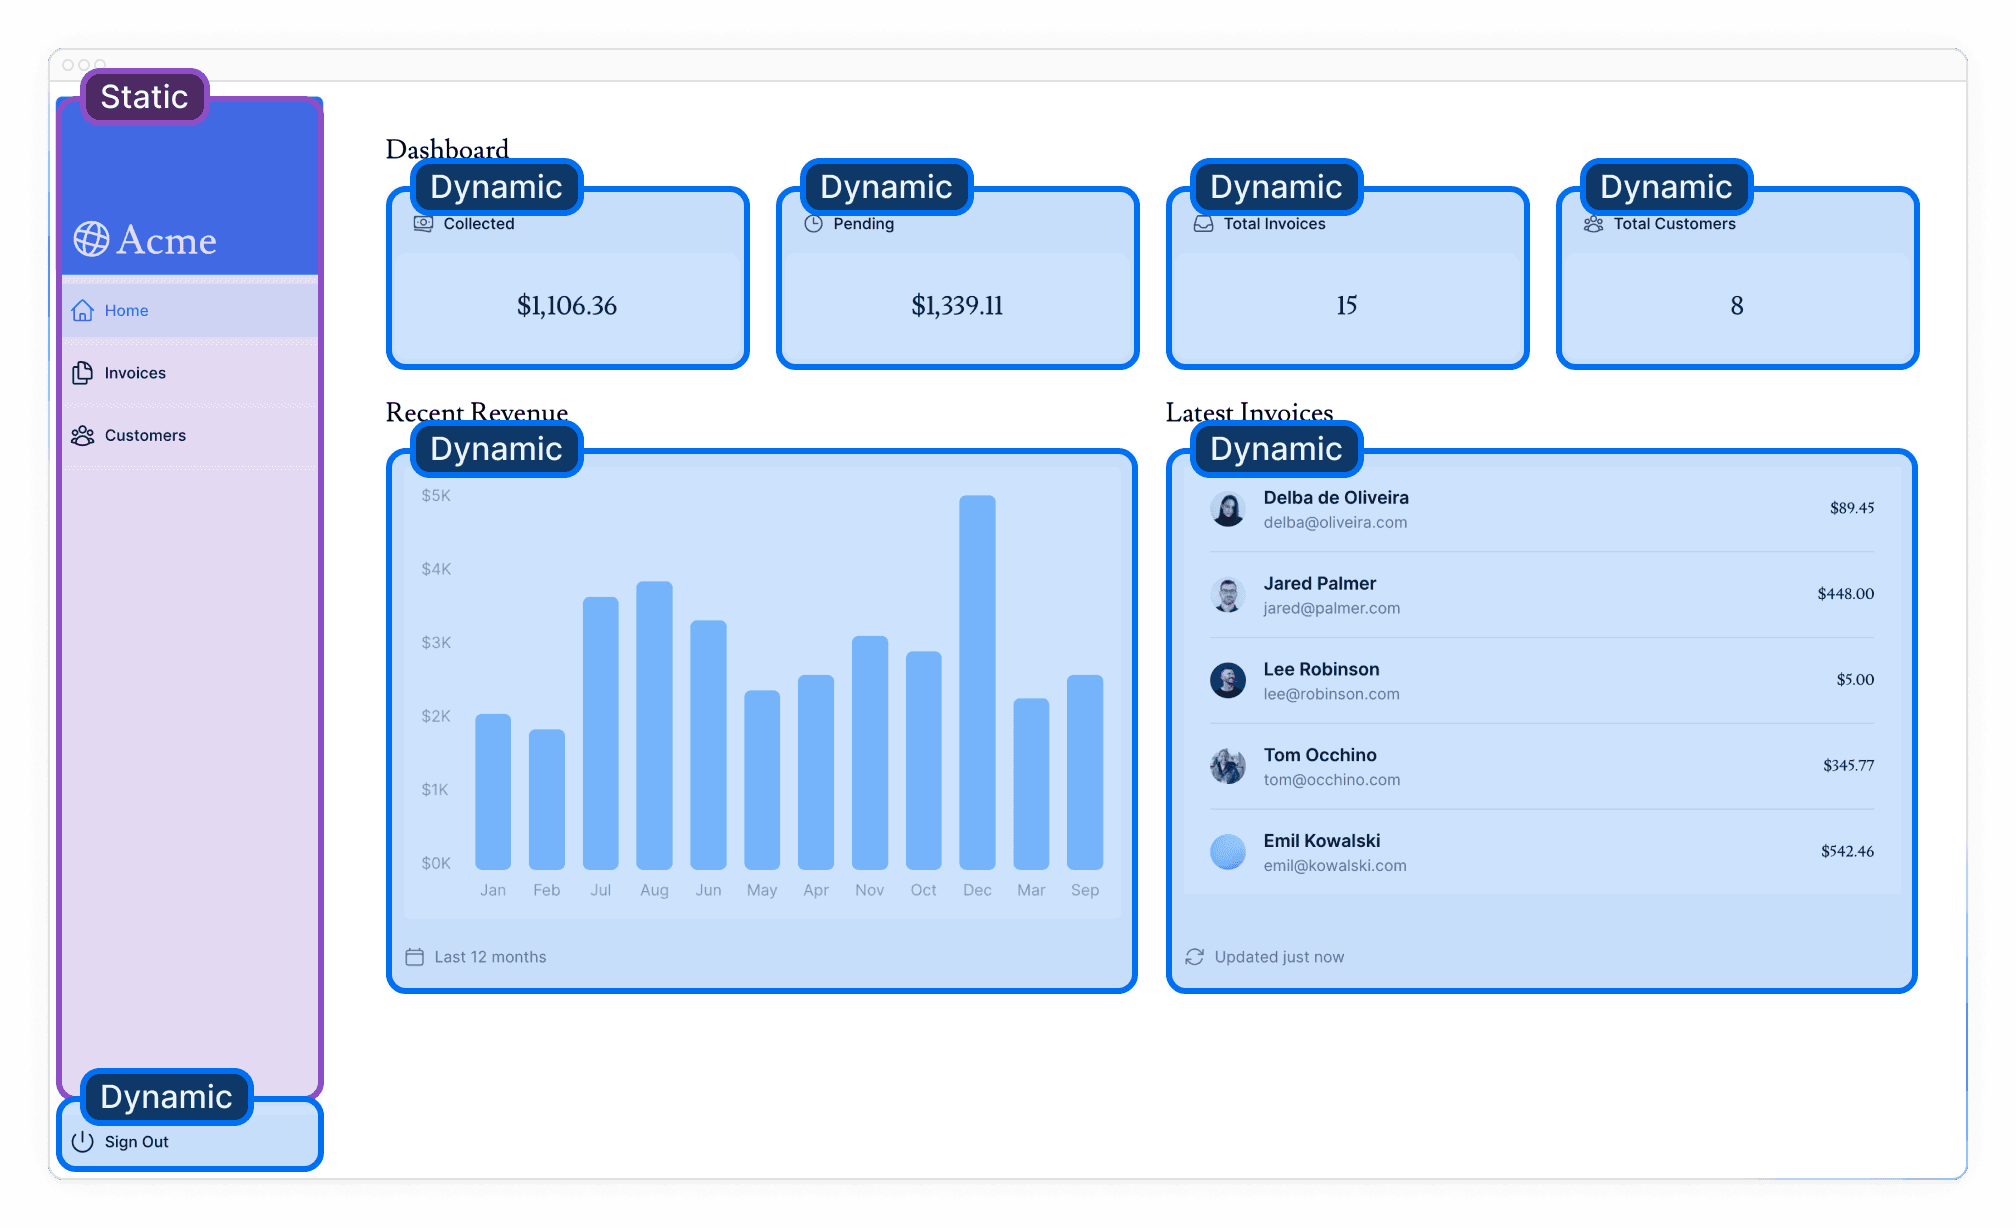 Static
Acme
Home
Invoices
Customers
Dynamic
Sign Out
Dashboard
Dynamic
Collected
$1,106.36
Dynamic
Pending
$1,339.11
Dynamic
Total Invoices
15
Dynamic
Total Customers
8
Recent Revenue
Dynamic
$5K
$4K
$3K
$2K
$1K
$0K
Jan Feb Jul Aug Jun May Apr Nov Oct Dec Mar Sep
Last 12 months
Latest Invoices
Dynamic
Delba de Oliveira
delba@oliveira.com
$89.45
Jared Palmer
jared@palmer.com
$448.00
Lee Robinson
lee@robinson.com
$5.00
Tom Occhino
tom@occhino.com
$345.77
Emil Kowalski
emil@kowalski.com
$542.46
Updated just now